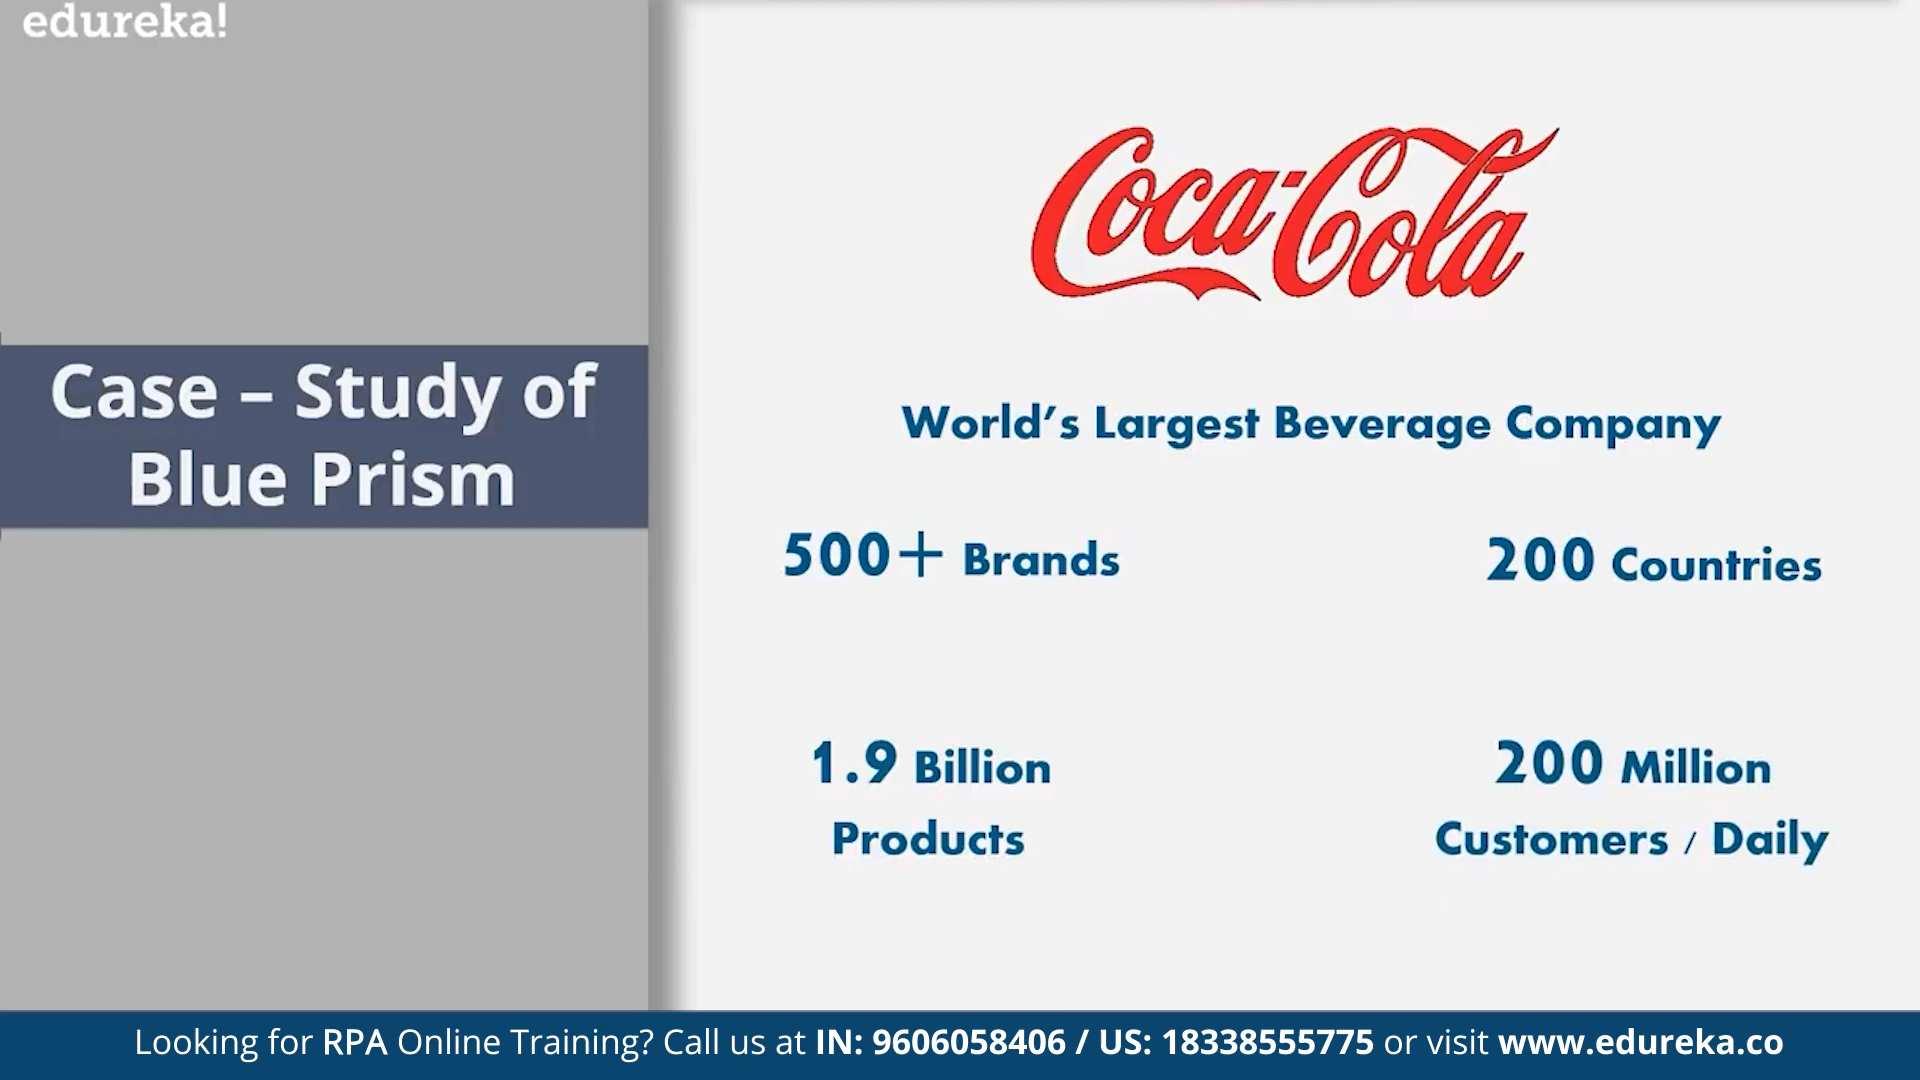 edureka!
Case – Study of
Blue Prism
Coca-Cola
World's Largest Beverage Company
500+ Brands
200 Countries
1.9 Billion
Products
200 Million
Customers / Daily
Looking for RPA Online Training? Call us at IN: 9606058406 / US: 18338555775 or visit www.edureka.co